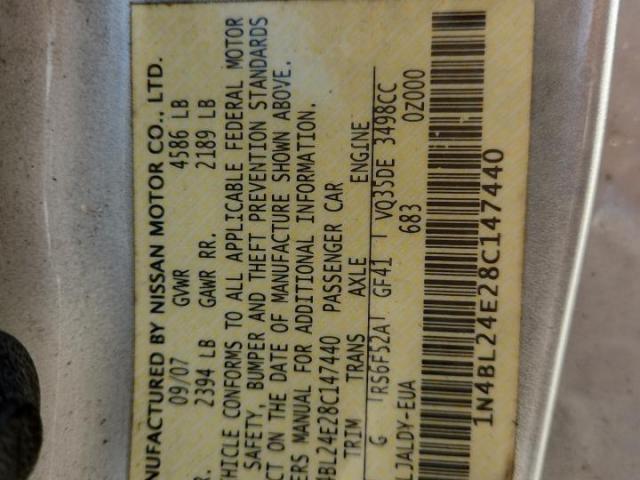 NUFACTURED BY NISSAN MOTOR CO., LTD.
09/07 GVWR 4586 LB
R. 2394 LB GAWR RR. 2189 LB
HICLE CONFORMS TO ALL APPLICABLE FEDERAL MOTOR
SAFETY, BUMPER AND THEFT PREVENTION STANDARDS
CT ON THE DATE OF MANUFACTURE SHOWN ABOVE.
ERS MANUAL FOR ADDITIONAL INFORMATION.
4BL24E28C147440 PASSENGER CAR
TRIM TRANS AXLE ENGINE
G RS6F52A GF41 VQ35DE 3498CC
683 0Z000
LJALDY-EUA
1N4BL24E28C147440